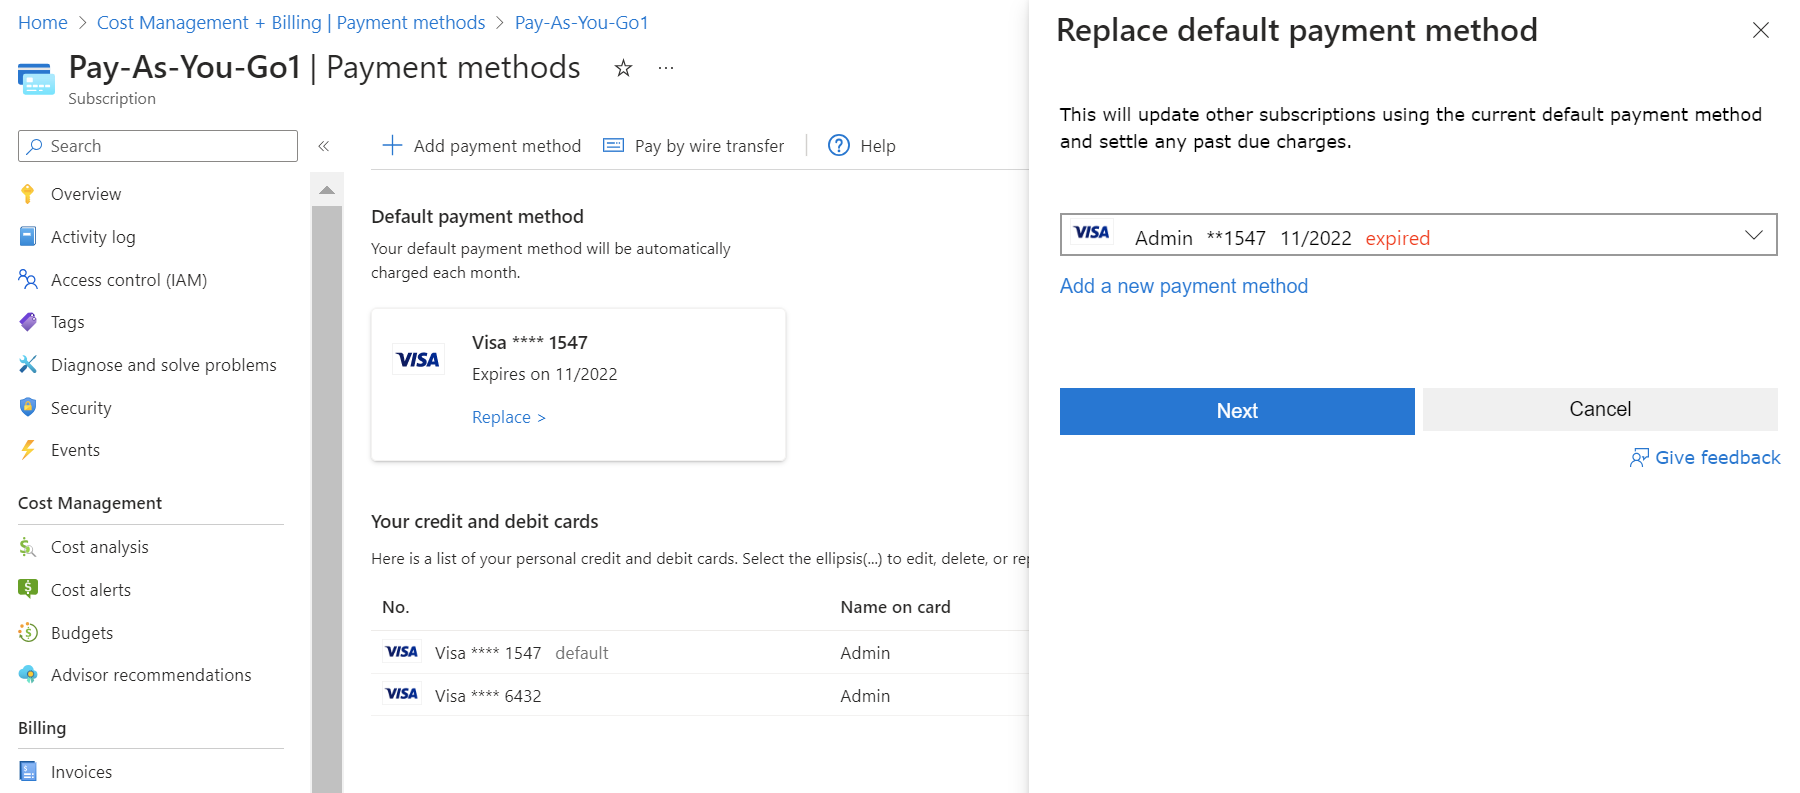 Home > Cost Management + Billing | Payment methods > Pay-As-You-Go1
Pay-As-You-Go1 | Payment methods ...
Subscription
Search «
Overview
Activity log
Access control (IAM)
Tags
Diagnose and solve problems
Security
Events
Cost Management
Cost analysis
Cost alerts
Budgets
Advisor recommendations
Billing
Invoices
+ Add payment method Pay by wire transfer | ? Help
Default payment method
Your default payment method will be automatically
charged each month.
VISA
Visa **** 1547
Expires on 11/2022
Replace >
Your credit and debit cards
Here is a list of your personal credit and debit cards. Select the ellipsis(...) to edit, delete, or re
No. Name on card
VISA Visa **** 1547 default Admin
VISA Visa **** 6432 Admin
Replace default payment method
This will update other subscriptions using the current default payment method
and settle any past due charges.
VISA Admin **1547 11/2022 expired
Add a new payment method
Next Cancel
Give feedback